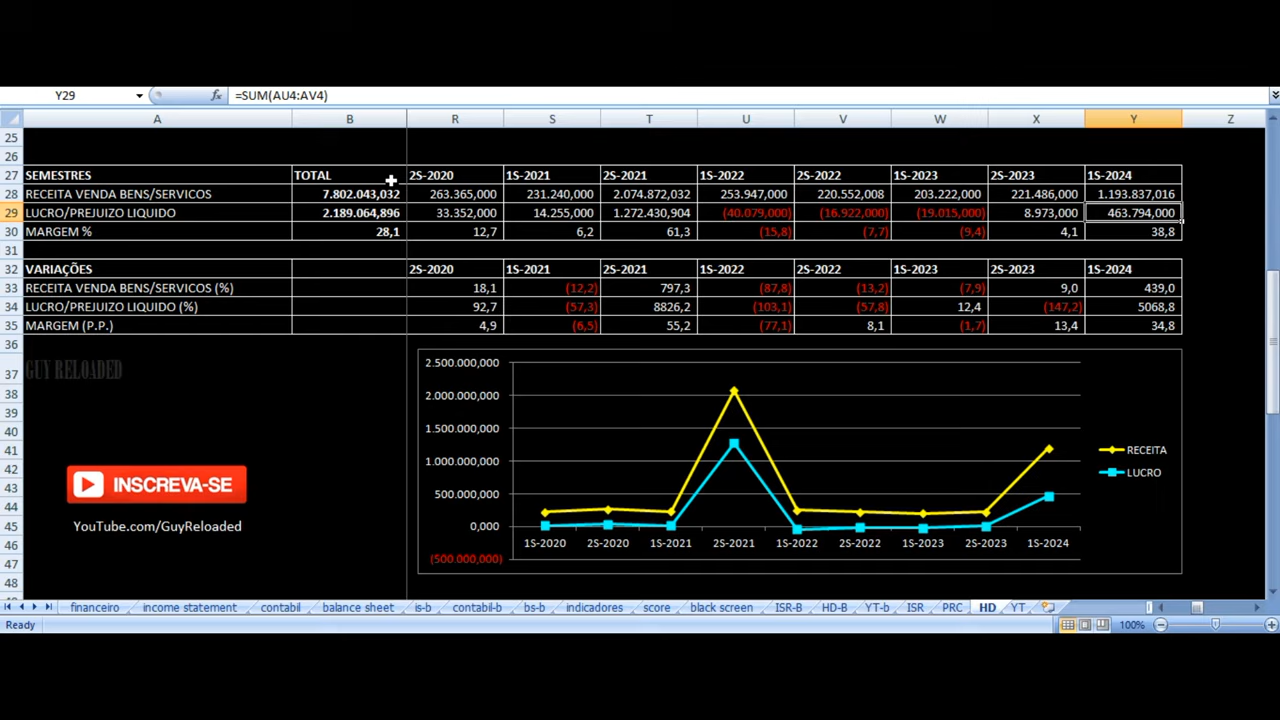 Y29 fx =SUM(AU4:AV4)
A B R S T U V W X Y Z
25
26
27 SEMESTRES TOTAL 2S-2020 1S-2021 2S-2021 1S-2022 2S-2022 1S-2023 2S-2023 1S-2024
28 RECEITA VENDA BENS/SERVICOS 7.802.043,032 263.365,000 231.240,000 2.074.872,032 253.947,000 220.552,008 203.222,000 221.486,000 1.193.837,016
29 LUCRO/PREJUIZO LIQUIDO 2.189.064,896 33.352,000 14.255,000 1.272.430,904 (40.079,000) (16.922,000) (19.015,000) 8.973,000 463.794,000
30 MARGEM % 28,1 12,7 6,2 61,3 (15,8) (7,7) (9,4) 4,1 38,8
31
32 VARIAÇÕES 2S-2020 1S-2021 2S-2021 1S-2022 2S-2022 1S-2023 2S-2023 1S-2024
33 RECEITA VENDA BENS/SERVICOS (%) 18,1 (12,2) 797,3 (87,8) (13,2) (7,9) 9,0 439,0
34 LUCRO/PREJUIZO LIQUIDO (%) 92,7 (57,3) 8826,2 (103,1) (57,8) 12,4 (147,2) 5068,8
35 MARGEM (P.P.) 4,9 (6,5) 55,2 (77,1) 8,1 (1,7) 13,4 34,8
36
37 GUY RELOADED
38
39
40
41
42
43
44
45
46
47
48
2.500.000,000
2.000.000,000
1.500.000,000
1.000.000,000
500.000,000
0,000
(500.000,000)
1S-2020 2S-2020 1S-2021 2S-2021 1S-2022 2S-2022 1S-2023 2S-2023 1S-2024
RECEITA
LUCRO
INSCREVA-SE
YouTube.com/GuyReloaded
financeiro income statement contabil balance sheet is-b contabil-b bs-b indicadores score black screen ISR-B HD-B YT-b ISR PRC HD YT
Ready 100%